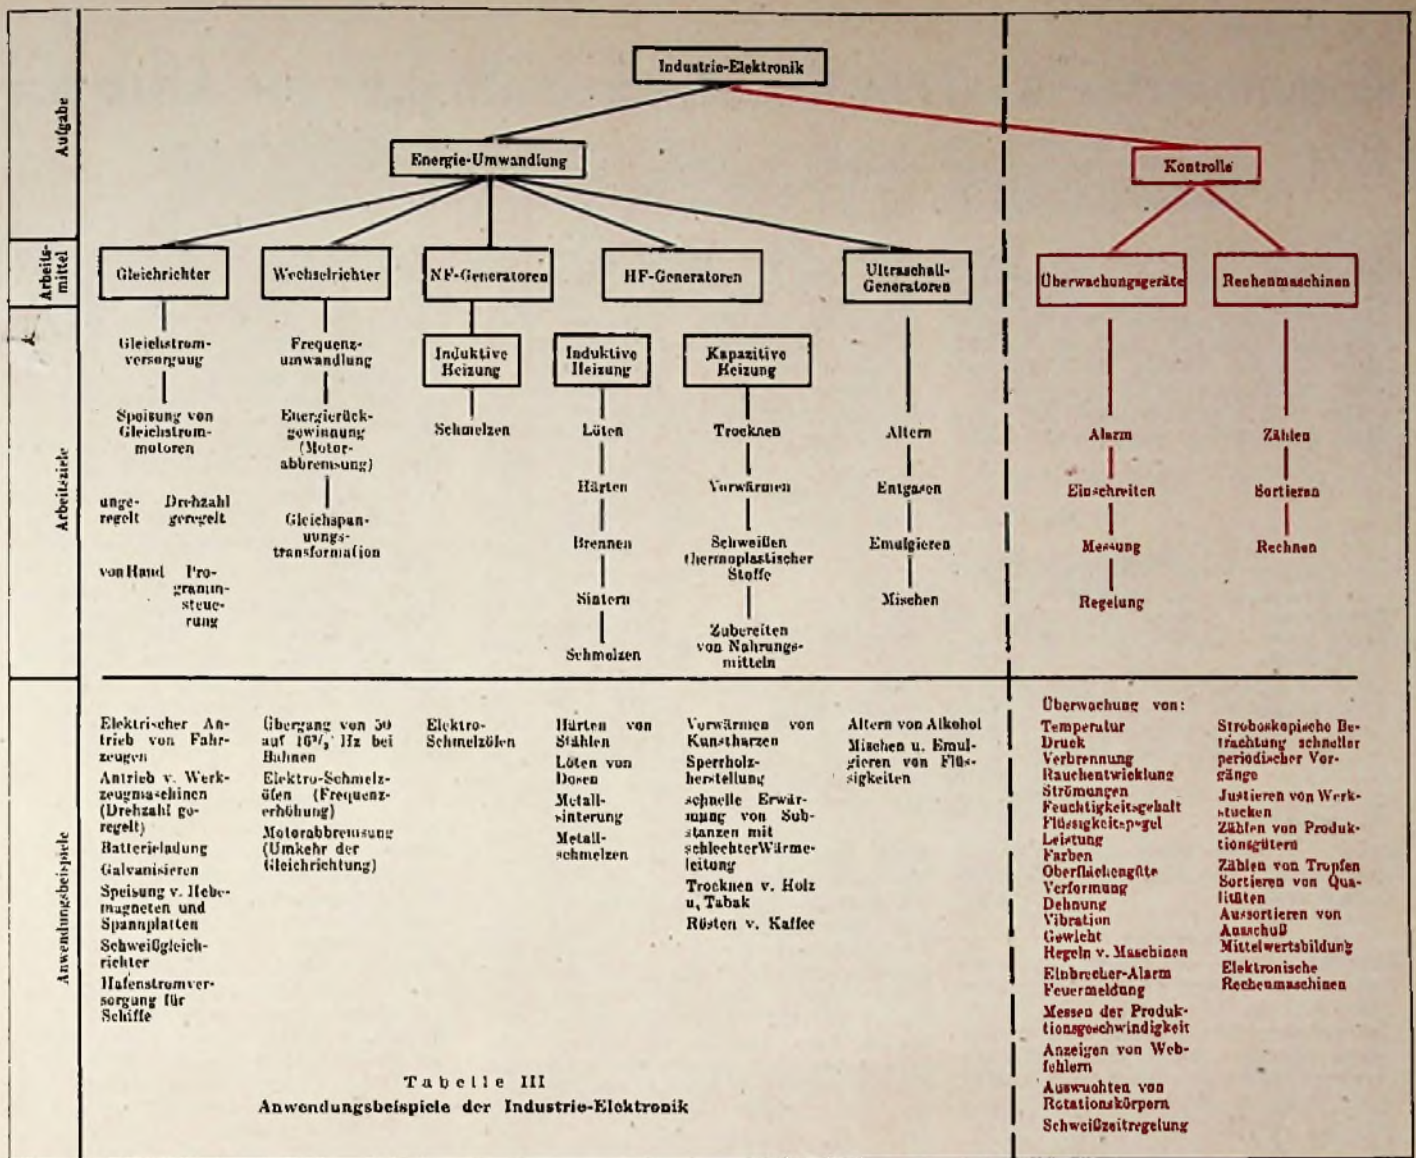 Aufgabe
Industrie-Elektronik
Energie-Umwandlung
Kontrolle
Arbeits-
mittel
Gleichrichter
Wechselrichter
NF-Generatoren
HF-Generatoren
Ultraschall-
Generatoren
Überwachungsgeräte
Rechenmaschinen
Arbeitsziele
Gleichstrom-
versorgung
Speisung von
Gleichstrom-
motoren
unge- Drehzahl
regelt geregelt
von Hand Pro-
gramm-
steue-
rung
Frequenz-
umwandlung
Energierück-
gewinnung
(Motor-
abbremsung)
Gleichspan-
nungs-
transformation
Induktive
Heizung
Schmelzen
Induktive
Heizung
Löten
Härten
Brennen
Sintern
Schmelzen
Kapazitive
Heizung
Trocknen
Vorwärmen
Schweißen
thermoplastischer
Stoffe
Zubereiten
von Nahrungs-
mitteln
Altern
Entgasen
Emulgieren
Mischen
Alarm
Einschreiten
Messung
Regelung
Zählen
Sortieren
Rechnen
Anwendungsbeispiele
Elektrischer An-
trieb von Fahr-
zeugen
Antrieb v. Werk-
zeugmaschinen
(Drehzahl ge-
regelt)
Batterieladung
Galvanisieren
Speisung v. Hebe-
magneten und
Spannplatten
Schweißgleich-
richter
Hafenstromver-
sorgung für
Schiffe
Übergang von 50
auf 16²/₃ Hz bei
Bahnen
Elektro-Schmelz-
öfen (Frequenz-
erhöhung)
Motorabbremsung
(Umkehr der
Gleichrichtung)
Elektro-
Schmelzöfen
Härten von
Stählen
Löten von
Dosen
Metall-
sinterung
Metall-
schmelzen
Vorwärmen von
Kunstharzen
Sperrholz-
herstellung
schnelle Erwär-
mung von Sub-
stanzen mit
schlechter Wärme-
leitung
Trocknen v. Holz
u. Tabak
Rösten v. Kaffee
Altern von Alkohol
Mischen u. Emul-
gieren von Flüs-
sigkeiten
Überwachung von:
Temperatur
Druck
Verbrennung
Rauchentwicklung
Strömungen
Feuchtigkeitsgehalt
Flüssigkeitspegel
Leistung
Farben
Oberflächengüte
Verformung
Dehnung
Vibration
Gewicht
Regeln v. Maschinen
Einbrecher-Alarm
Feuermeldung
Messen der Produk-
tionsgeschwindigkeit
Anzeigen von Web-
fehlern
Auswuchten von
Rotationskörpern
Schweißzeitregelung
Stroboskopische Be-
trachtung schneller
periodischer Vor-
gänge
Justieren von Werk-
stücken
Zählen von Produk-
tionsgütern
Zählen von Tropfen
Sortieren von Qua-
litäten
Aussortieren von
Ausschuß
Mittelwertsbildung
Elektronische
Rechenmaschinen
Tabelle III
Anwendungsbeispiele der Industrie-Elektronik